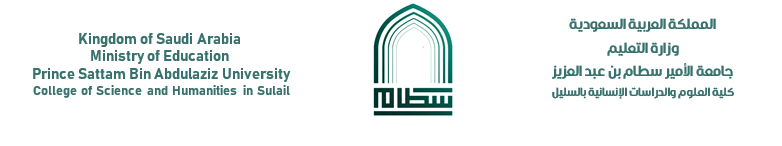 Kingdom of Saudi Arabia
Ministry of Education
Prince Sattam Bin Abdulaziz University
College of Science and Humanities in Sulail
سطام
المملكة العربية السعودية
وزارة التعليم
جامعة الأمير سطام بن عبد العزيز
كلية العلوم والدراسات الإنسانية بالسليل